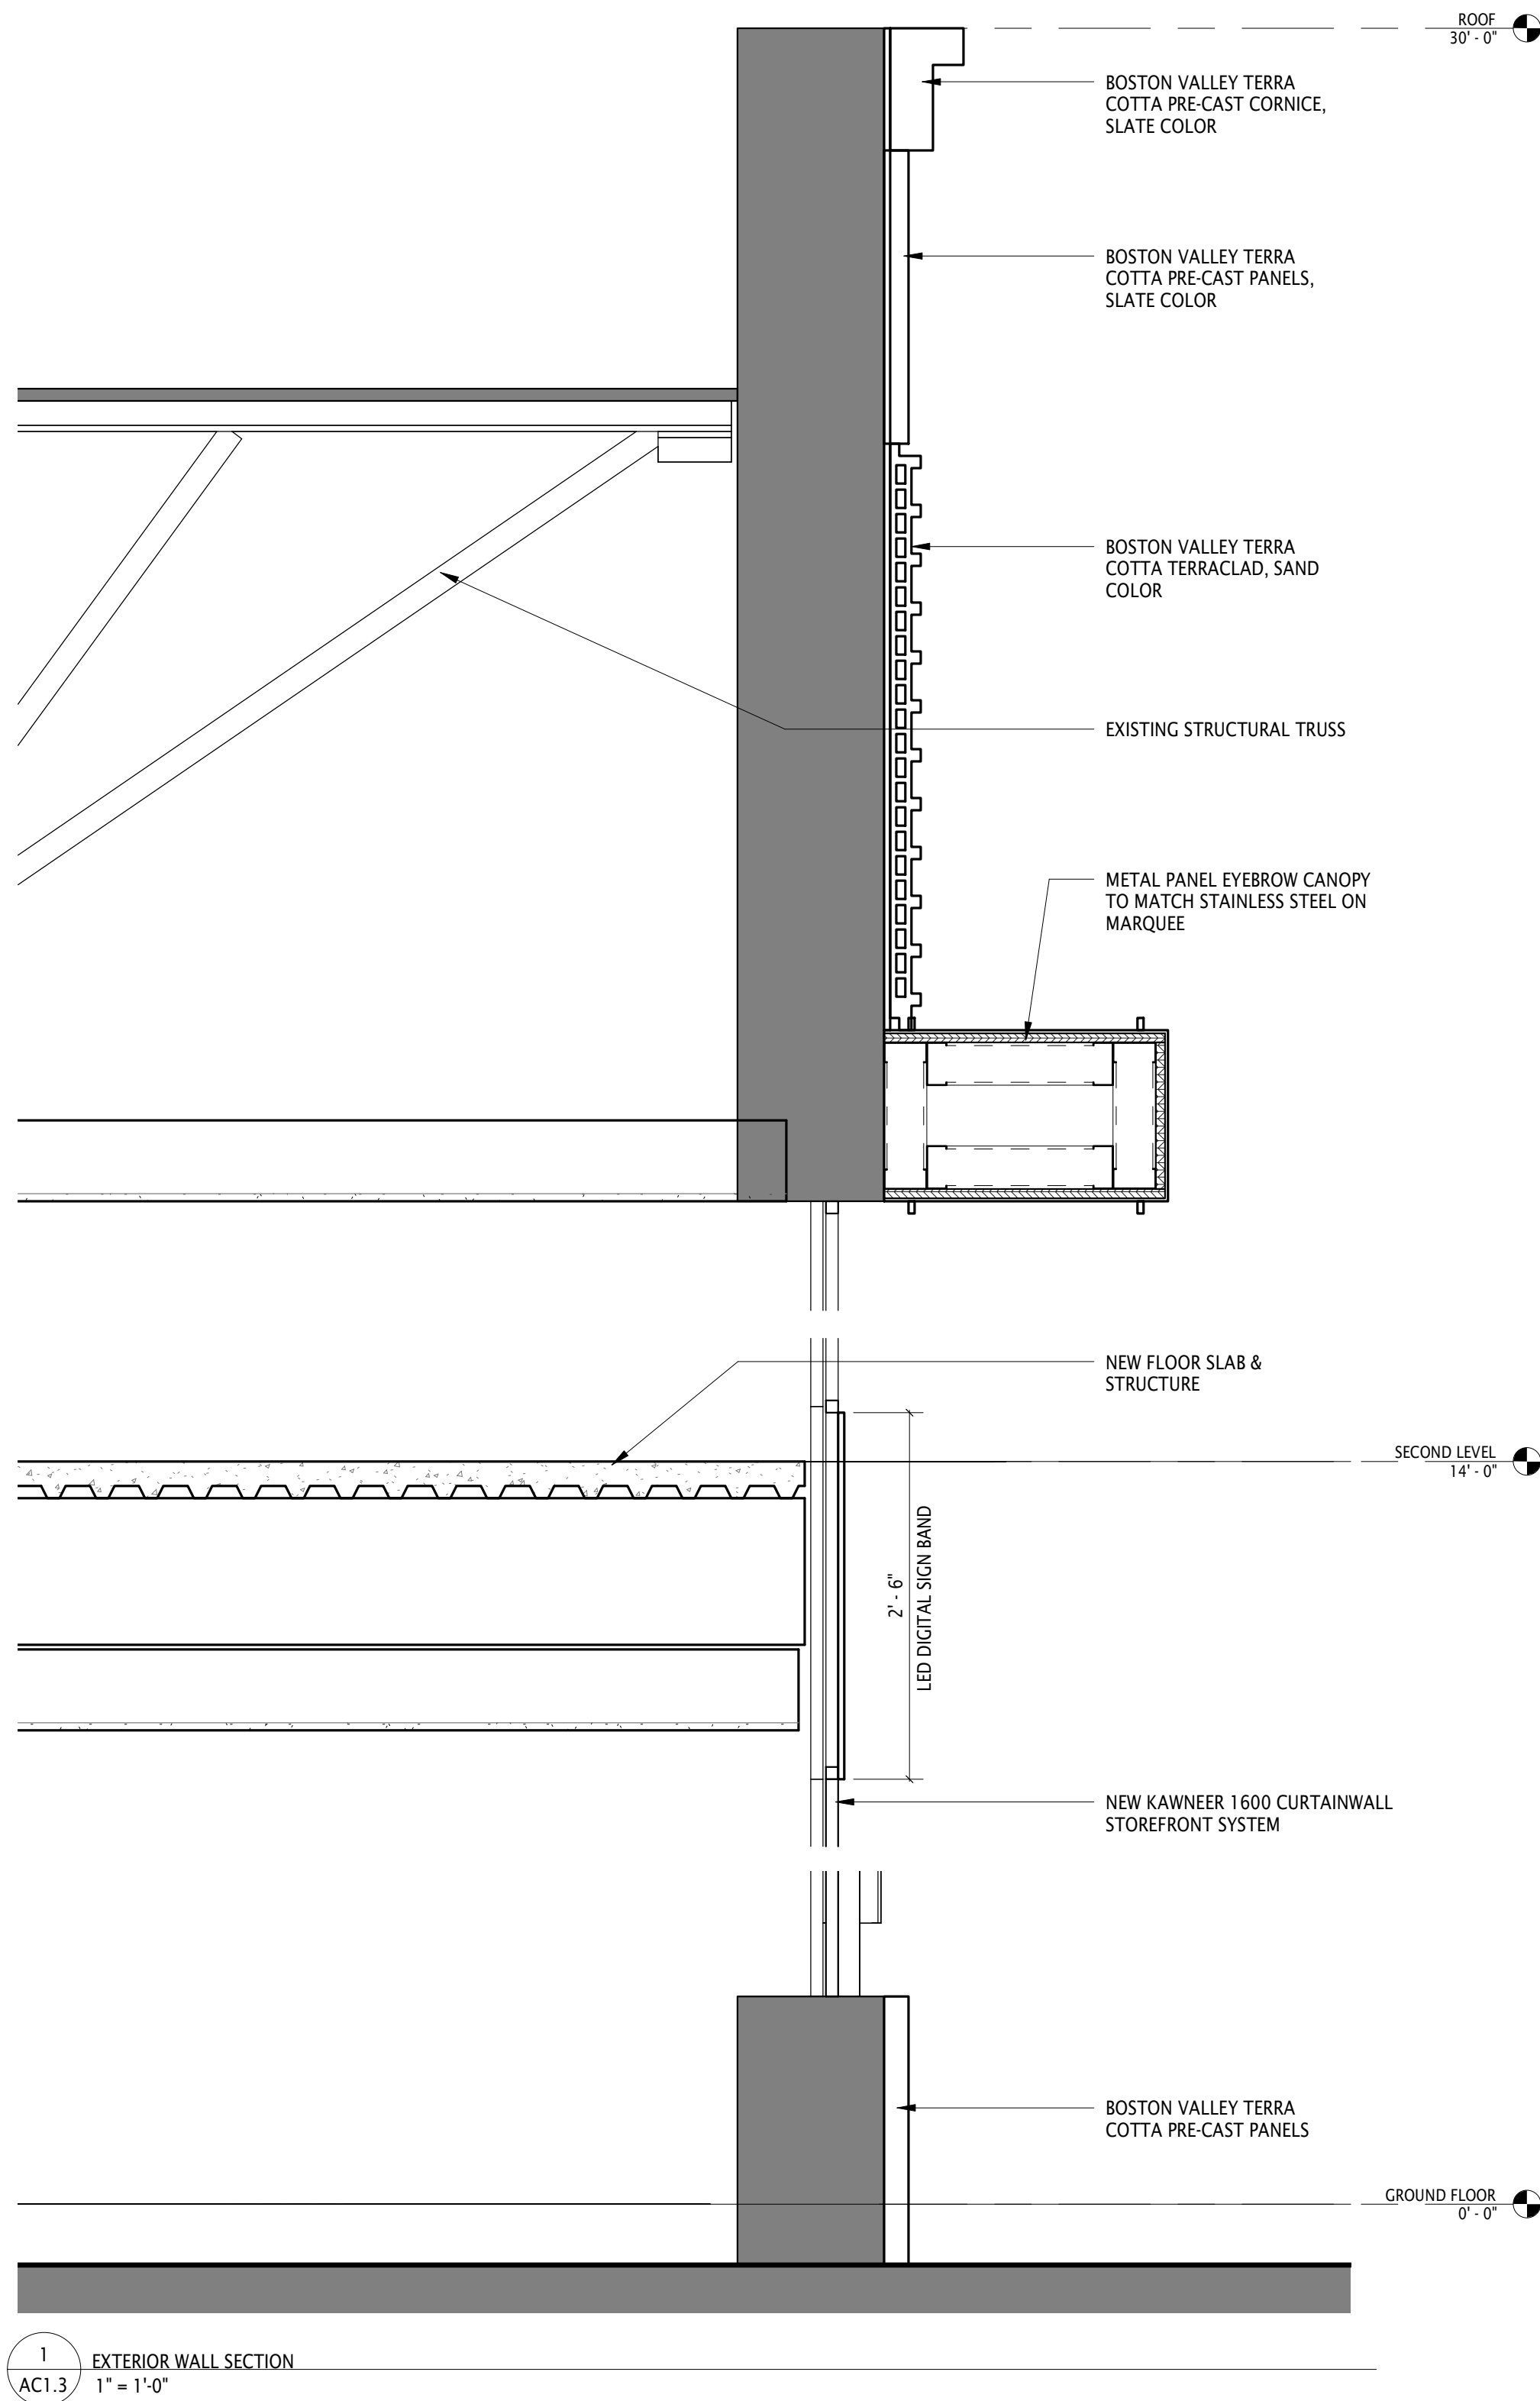 ROOF
30' - 0"
BOSTON VALLEY TERRA
COTTA PRE-CAST CORNICE,
SLATE COLOR
BOSTON VALLEY TERRA
COTTA PRE-CAST PANELS,
SLATE COLOR
BOSTON VALLEY TERRA
COTTA TERRACLAD, SAND
COLOR
EXISTING STRUCTURAL TRUSS
METAL PANEL EYEBROW CANOPY
TO MATCH STAINLESS STEEL ON
MARQUEE
NEW FLOOR SLAB &
STRUCTURE
SECOND LEVEL
14' - 0"
2' - 6"
LED DIGITAL SIGN BAND
NEW KAWNEER 1600 CURTAINWALL
STOREFRONT SYSTEM
BOSTON VALLEY TERRA
COTTA PRE-CAST PANELS
GROUND FLOOR
0' - 0"
1
AC1.3
EXTERIOR WALL SECTION
1" = 1'-0"